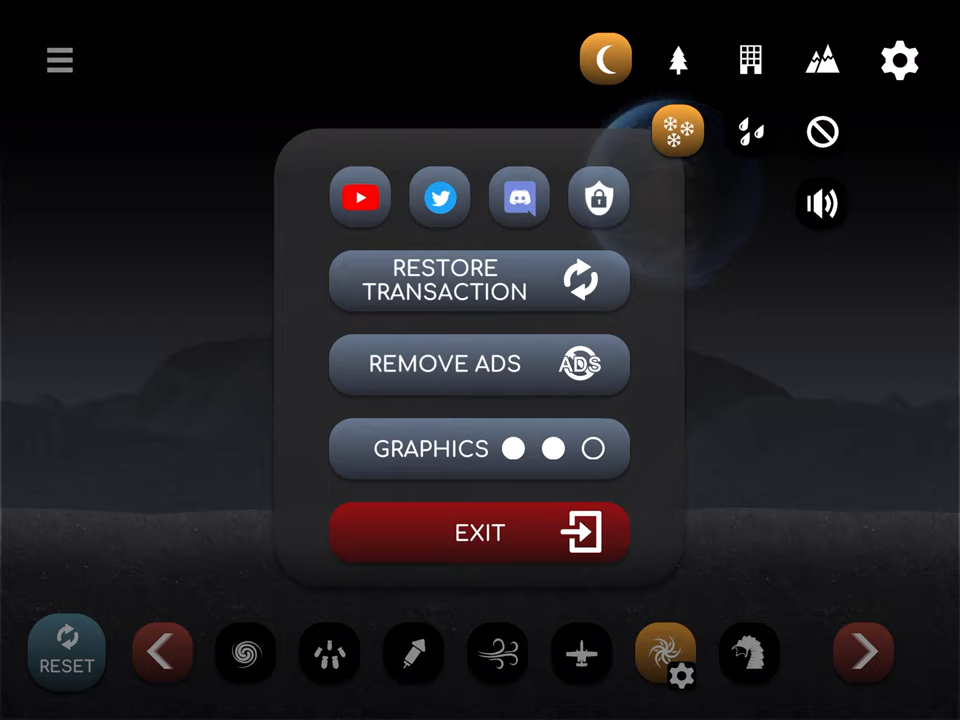 RESTORE
TRANSACTION
REMOVE ADS
ADS
GRAPHICS
EXIT
RESET